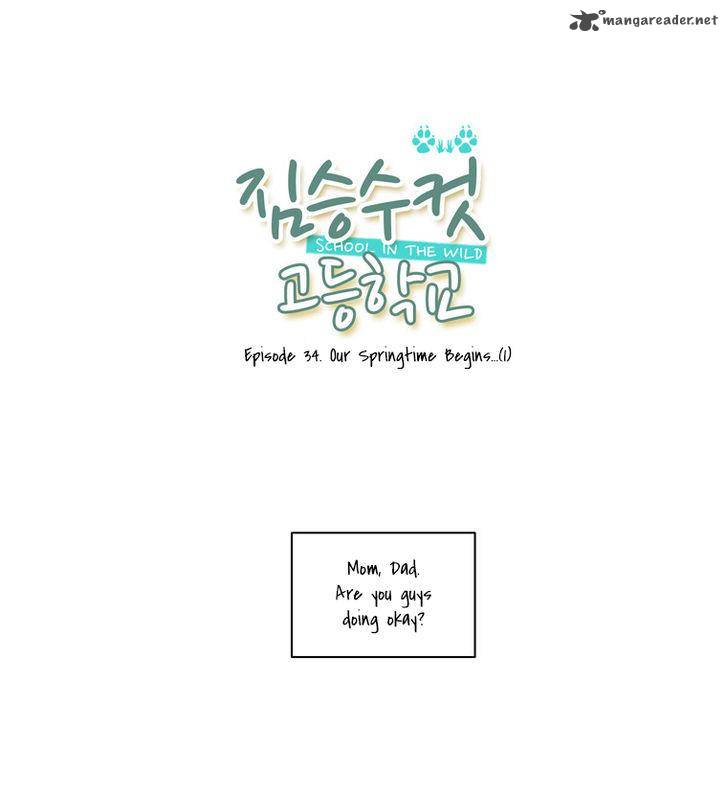 mangareader.net
짐승수컷
SCHOOL IN THE WILD
고등학교
Episode 34. Our Springtime Begins...(1)
Mom, Dad.
Are you guys
doing okay?